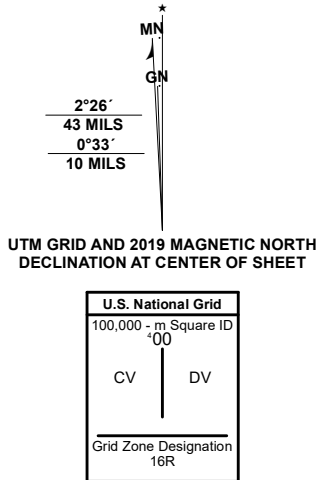 ★
MN
GN
2°26´
43 MILS
0°33´
10 MILS
UTM GRID AND 2019 MAGNETIC NORTH
DECLINATION AT CENTER OF SHEET
U.S. National Grid
100,000 - m Square ID
⁴00
CV DV
Grid Zone Designation
16R